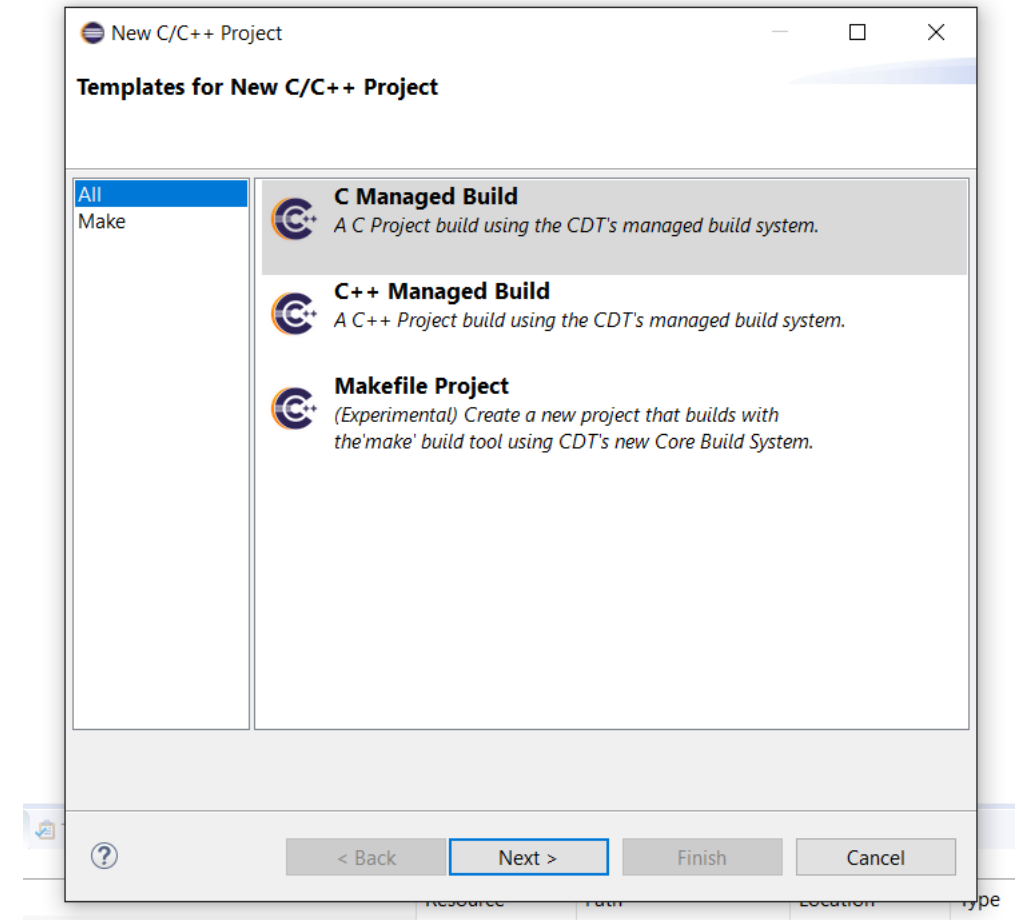 New C/C++ Project
Templates for New C/C++ Project
All
Make
C Managed Build
A C Project build using the CDT's managed build system.
C++ Managed Build
A C++ Project build using the CDT's managed build system.
Makefile Project
(Experimental) Create a new project that builds with
the'make' build tool using CDT's new Core Build System.
< Back
Next >
Finish
Cancel
Resource
Path
Location
Type